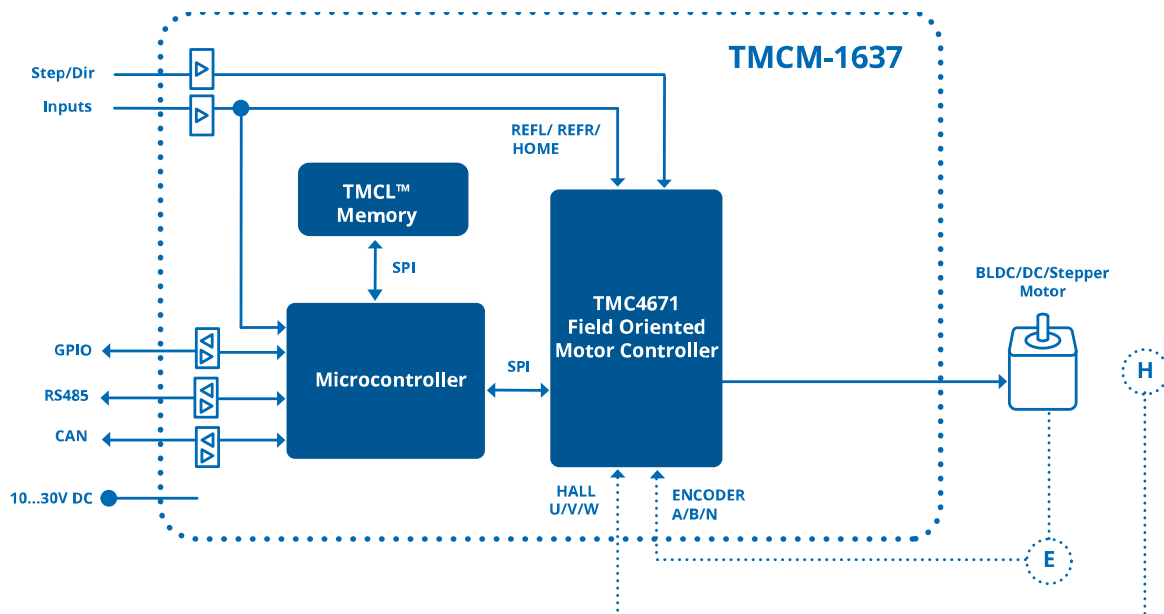 TMCM-1637
Step/Dir
Inputs
REFL/ REFR/
HOME
TMCL™
Memory
SPI
BLDC/DC/Stepper
Motor
TMC4671
Field Oriented
Motor Controller
GPIO
Microcontroller
SPI
H
RS485
CAN
10...30V DC
HALL
U/V/W
ENCODER
A/B/N
E